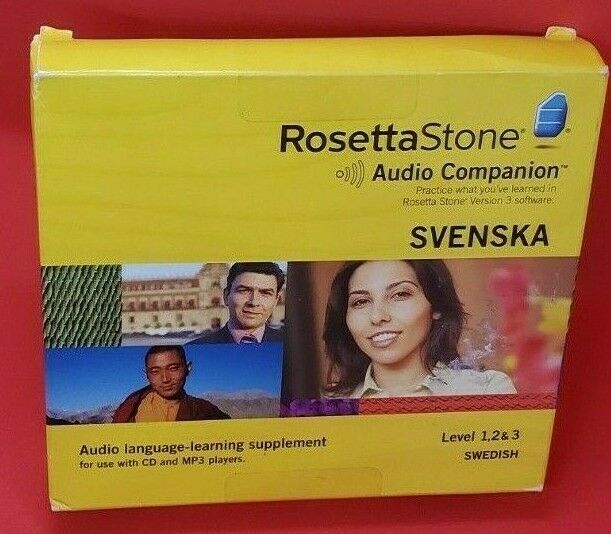 RosettaStone®
Audio Companion™
Practice what you've learned in
Rosetta Stone® Version 3 software.
SVENSKA
Audio language-learning supplement
for use with CD and MP3 players.
Level 1,2& 3
SWEDISH